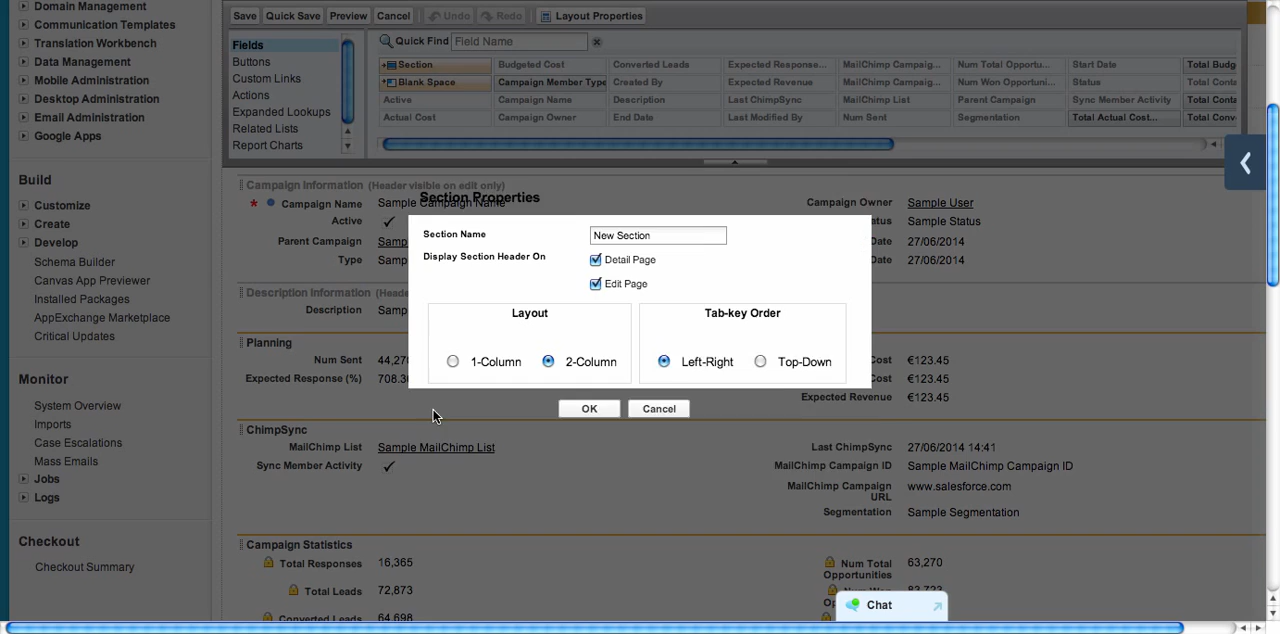 Domain Management
Communication Templates
Translation Workbench
Data Management
Mobile Administration
Desktop Administration
Email Administration
Google Apps
Build
Customize
Create
Develop
Schema Builder
Canvas App Previewer
Installed Packages
AppExchange Marketplace
Critical Updates
Monitor
System Overview
Imports
Case Escalations
Mass Emails
Jobs
Logs
Checkout
Checkout Summary
Save Quick Save Preview Cancel Undo Redo Layout Properties
Fields
Buttons
Custom Links
Actions
Expanded Lookups
Related Lists
Report Charts
Quick Find Field Name
Section Budgeted Cost Converted Leads Expected Response... MailChimp Campaig... Num Total Opportu... Start Date Total Budg
Blank Space Campaign Member Type Created By Expected Revenue MailChimp Campaig... Num Won Opportuni... Status Total Conta
Active Campaign Name Description Last ChimpSync MailChimp List Parent Campaign Sync Member Activity Total Conta
Actual Cost Campaign Owner End Date Last Modified By Num Sent Segmentation Total Actual Cost... Total Conv
Campaign Information (Header visible on edit only)
Section Properties
Campaign Name Sample Campaign Name Campaign Owner Sample User
Active Sample Status
Parent Campaign Date 27/06/2014
Type Date 27/06/2014
Section Name New Section
Display Section Header On Detail Page
Edit Page
Layout Tab-key Order
1-Column 2-Column Left-Right Top-Down
OK Cancel
Description Information
Description
Planning
Num Sent Cost €123.45
Expected Response (%) Cost €123.45
Expected Revenue €123.45
ChimpSync
MailChimp List Sample MailChimp List Last ChimpSync 27/06/2014 14:41
Sync Member Activity MailChimp Campaign ID Sample MailChimp Campaign ID
MailChimp Campaign URL www.salesforce.com
Segmentation Sample Segmentation
Campaign Statistics
Total Responses 16,365 Num Total Opportunities 63,270
Total Leads 72,873 Num Won
Converted Leads 64,698
Chat